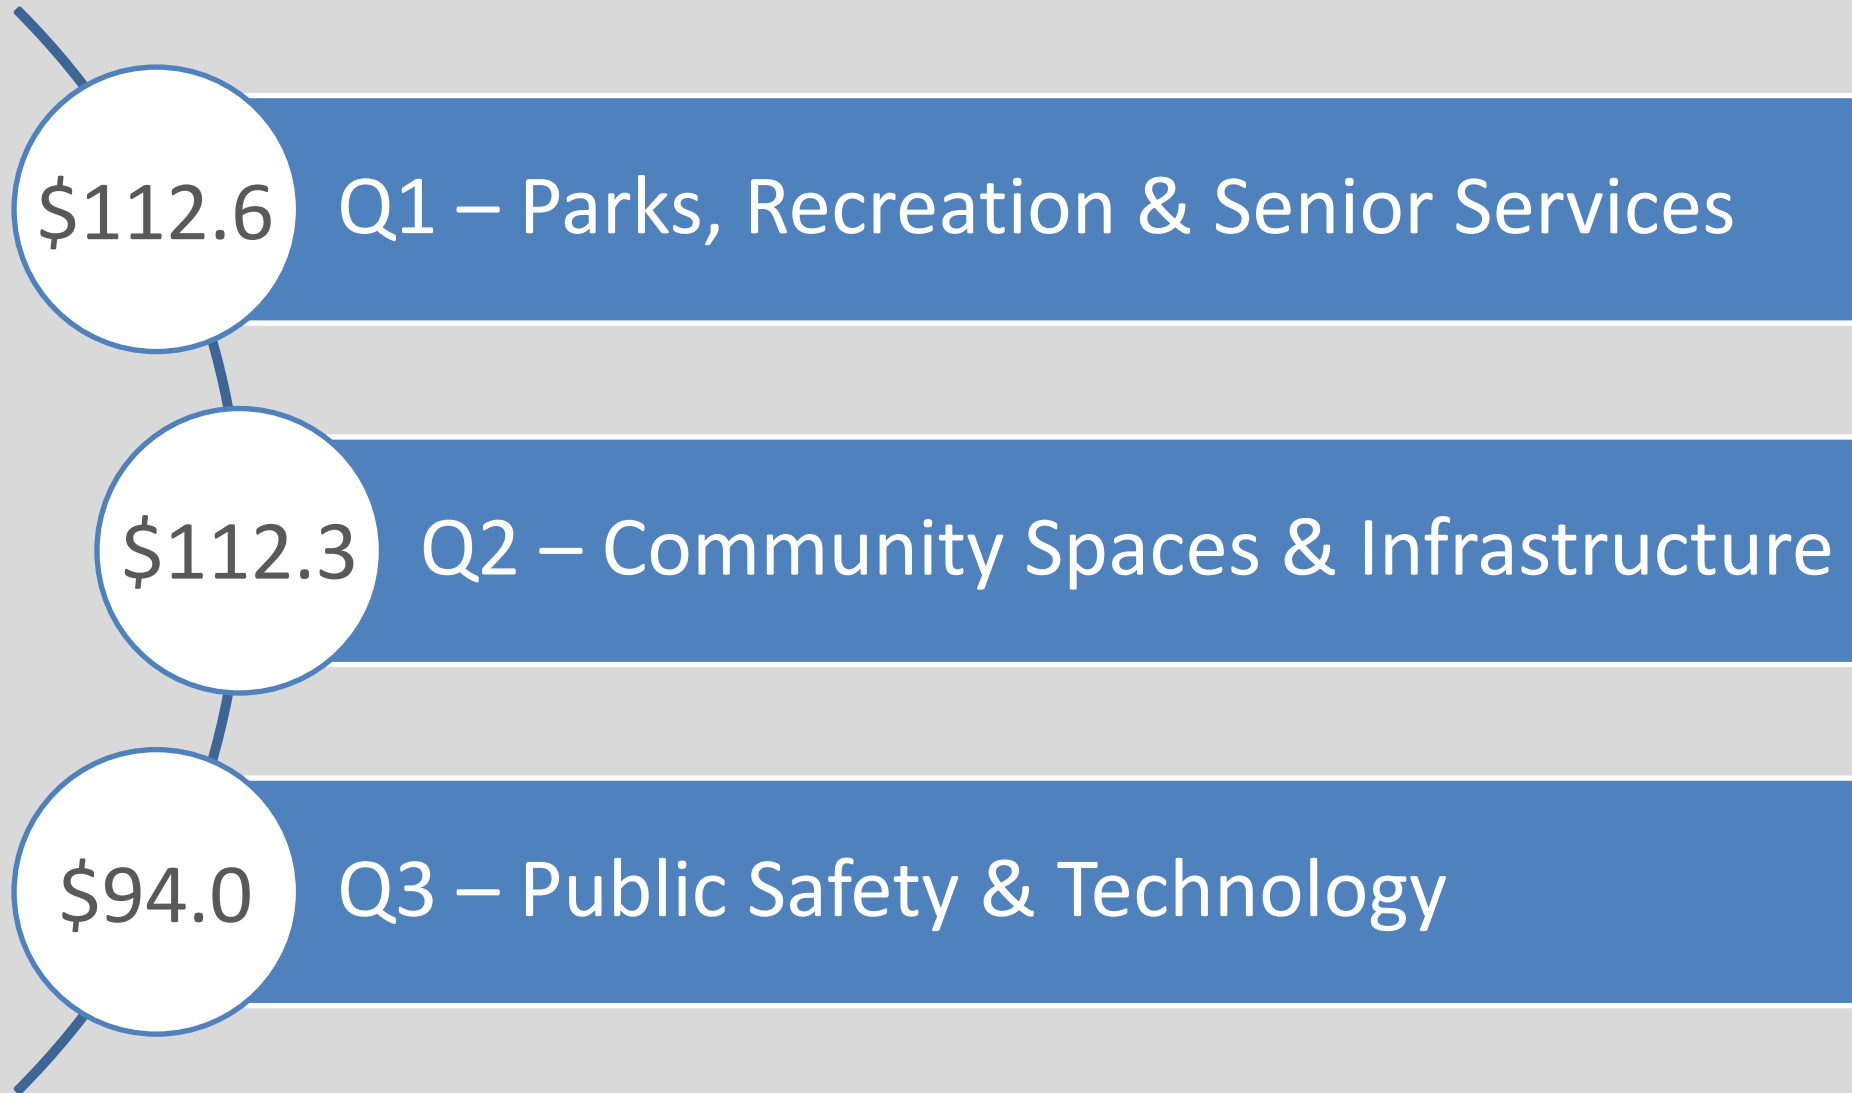 $112.6
Q1 – Parks, Recreation & Senior Services
$112.3
Q2 – Community Spaces & Infrastructure
$94.0
Q3 – Public Safety & Technology